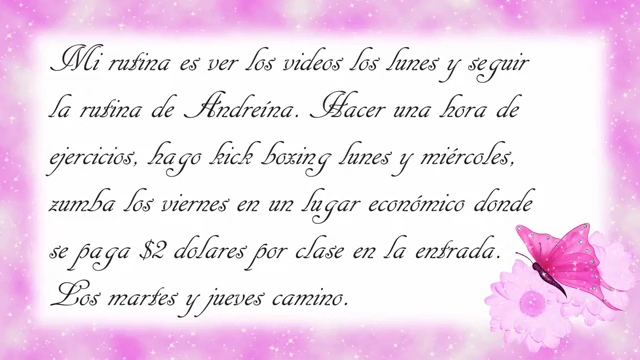 Mi rutina es ver los videos los lunes y seguir
la rutina de Andreína. Hacer una hora de
ejercicios, hago kick boxing lunes y miércoles,
zumba los viernes en un lugar económico donde
se paga $2 dolares por clase en la entrada.
Los martes y jueves camino.